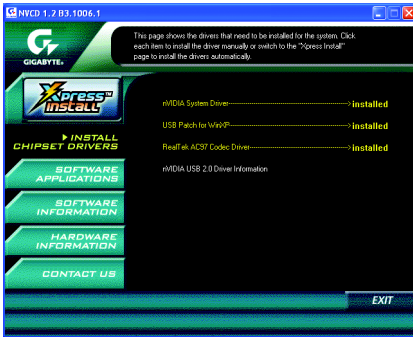 NVCD 1.2 B3.1006.1
This page shows the drivers that need to be installed for the system. Click
each item to install the driver manually or switch to the "Xpress Install"
page to install the drivers automatically.
GIGABYTE
Xpress™
Install
INSTALL
CHIPSET DRIVERS
SOFTWARE
APPLICATIONS
SOFTWARE
INFORMATION
HARDWARE
INFORMATION
CONTACT US
nVIDIA System Driver-->installed
USB Patch for WinXP-->installed
RealTek AC97 Codec Driver-->installed
nVIDIA USB 2.0 Driver Information
EXIT